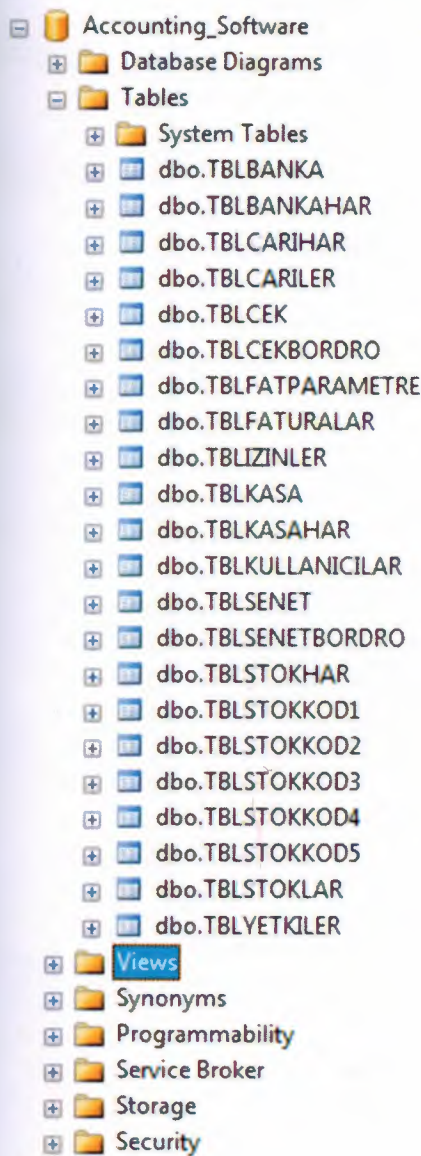 Accounting_Software
Database Diagrams
Tables
System Tables
dbo.TBLBANKA
dbo.TBLBANKAHAR
dbo.TBLCARIHAR
dbo.TBLCARILER
dbo.TBLCEK
dbo.TBLCEKBORDRO
dbo.TBLFATPARAMETRE
dbo.TBLFATURALAR
dbo.TBLIZINLER
dbo.TBLKASA
dbo.TBLKASAHAR
dbo.TBLKULLANICILAR
dbo.TBLSENET
dbo.TBLSENETBORDRO
dbo.TBLSTOKHAR
dbo.TBLSTOKKOD1
dbo.TBLSTOKKOD2
dbo.TBLSTOKKOD3
dbo.TBLSTOKKOD4
dbo.TBLSTOKKOD5
dbo.TBLSTOKLAR
dbo.TBLYETKILER
Views
Synonyms
Programmability
Service Broker
Storage
Security